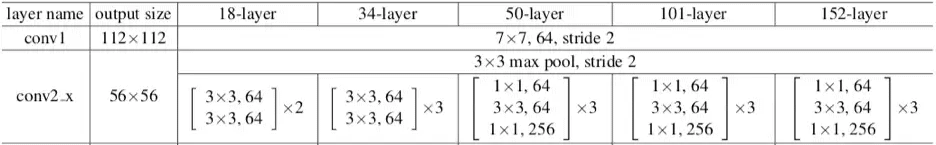 layer name output size 18-layer 34-layer 50-layer 101-layer 152-layer
conv1 112×112 7×7, 64, stride 2
3×3 max pool, stride 2
conv2_x 56×56 [3×3, 64 3×3, 64]×2 [3×3, 64 3×3, 64]×3 [1×1, 64 3×3, 64 1×1, 256]×3 [1×1, 64 3×3, 64 1×1, 256]×3 [1×1, 64 3×3, 64 1×1, 256]×3